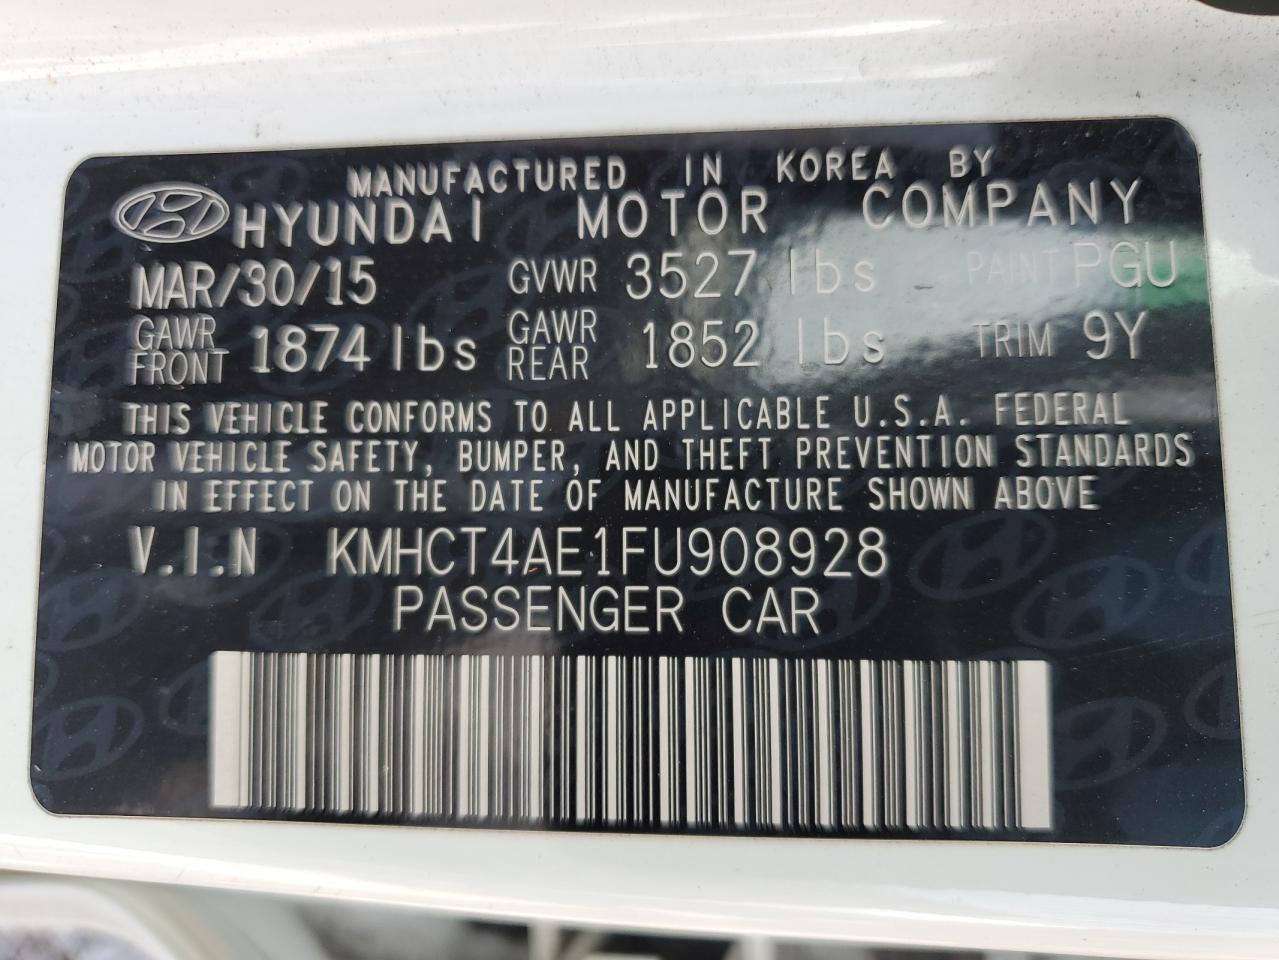 MANUFACTURED IN KOREA BY
HYUNDAI MOTOR COMPANY
MAR/30/15 GVWR 3527 lbs PAINT PGU
GAWR FRONT 1874 lbs GAWR REAR 1852 lbs TRIM 9Y
THIS VEHICLE CONFORMS TO ALL APPLICABLE U.S.A. FEDERAL
MOTOR VEHICLE SAFETY, BUMPER, AND THEFT PREVENTION STANDARDS
IN EFFECT ON THE DATE OF MANUFACTURE SHOWN ABOVE
V.I.N KMHCT4AE1FU908928
PASSENGER CAR